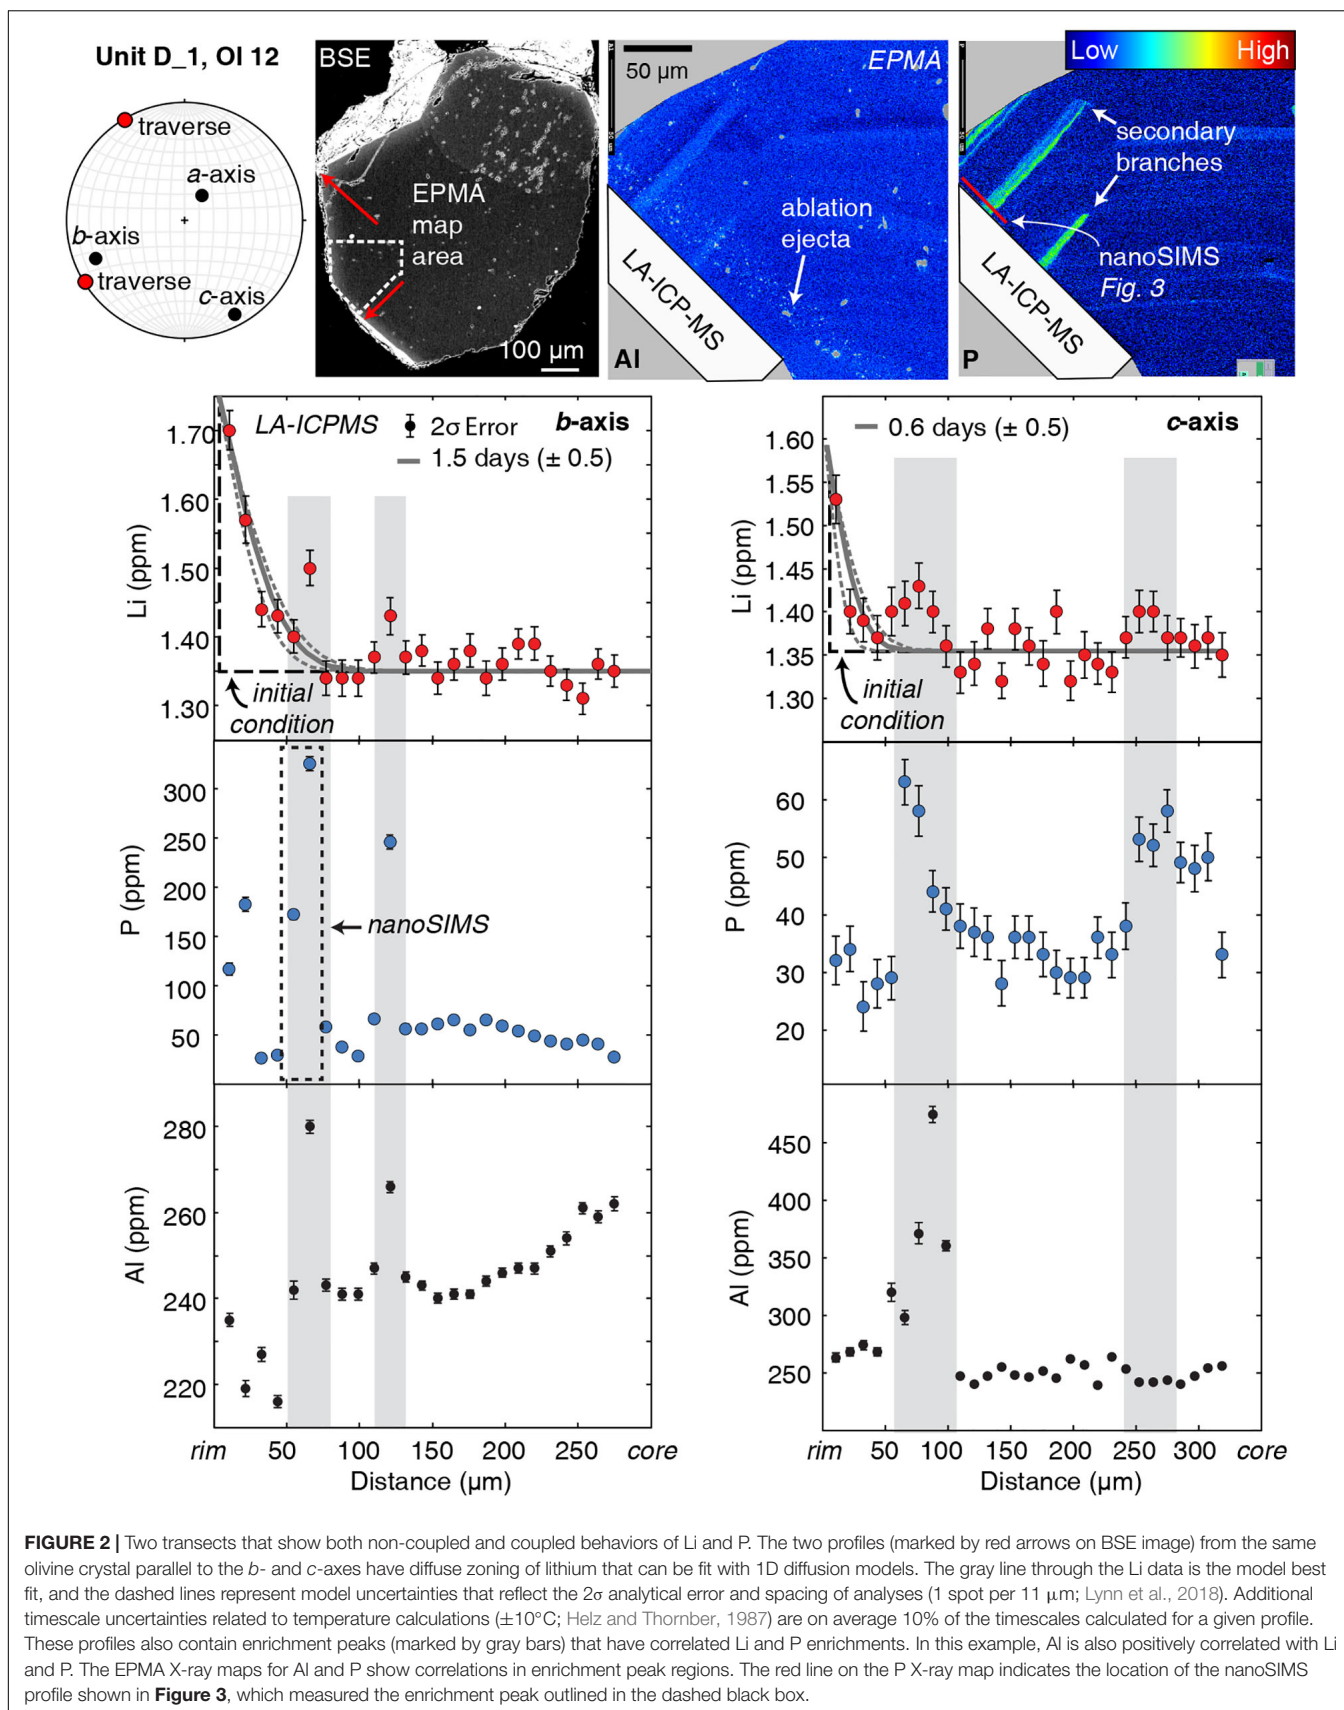 Unit D_1, Ol 12
traverse
a-axis
b-axis
traverse
c-axis
BSE
EPMA
map
area
100 µm
50 µm
EPMA
ablation
ejecta
LA-ICP-MS
Al
Low High
secondary
branches
nanoSIMS
Fig. 3
LA-ICP-MS
P
LA-ICPMS 2σ Error b-axis
1.5 days (± 0.5)
1.70
1.60
1.50
1.40
1.30
Li (ppm)
initial
condition
0.6 days (± 0.5) c-axis
1.60
1.55
1.50
1.45
1.40
1.35
1.30
Li (ppm)
initial
condition
300
250
200
150
100
50
P (ppm)
nanoSIMS
60
50
40
30
20
P (ppm)
280
260
240
220
Al (ppm)
450
400
350
300
250
Al (ppm)
rim 50 100 150 200 250 core
Distance (µm)
rim 50 100 150 200 250 300 core
Distance (µm)
FIGURE 2 | Two transects that show both non-coupled and coupled behaviors of Li and P. The two profiles (marked by red arrows on BSE image) from the same
olivine crystal parallel to the b- and c-axes have diffuse zoning of lithium that can be fit with 1D diffusion models. The gray line through the Li data is the model best
fit, and the dashed lines represent model uncertainties that reflect the 2σ analytical error and spacing of analyses (1 spot per 11 µm; Lynn et al., 2018). Additional
timescale uncertainties related to temperature calculations (±10°C; Helz and Thornber, 1987) are on average 10% of the timescales calculated for a given profile.
These profiles also contain enrichment peaks (marked by gray bars) that have correlated Li and P enrichments. In this example, Al is also positively correlated with Li
and P. The EPMA X-ray maps for Al and P show correlations in enrichment peak regions. The red line on the P X-ray map indicates the location of the nanoSIMS
profile shown in Figure 3, which measured the enrichment peak outlined in the dashed black box.